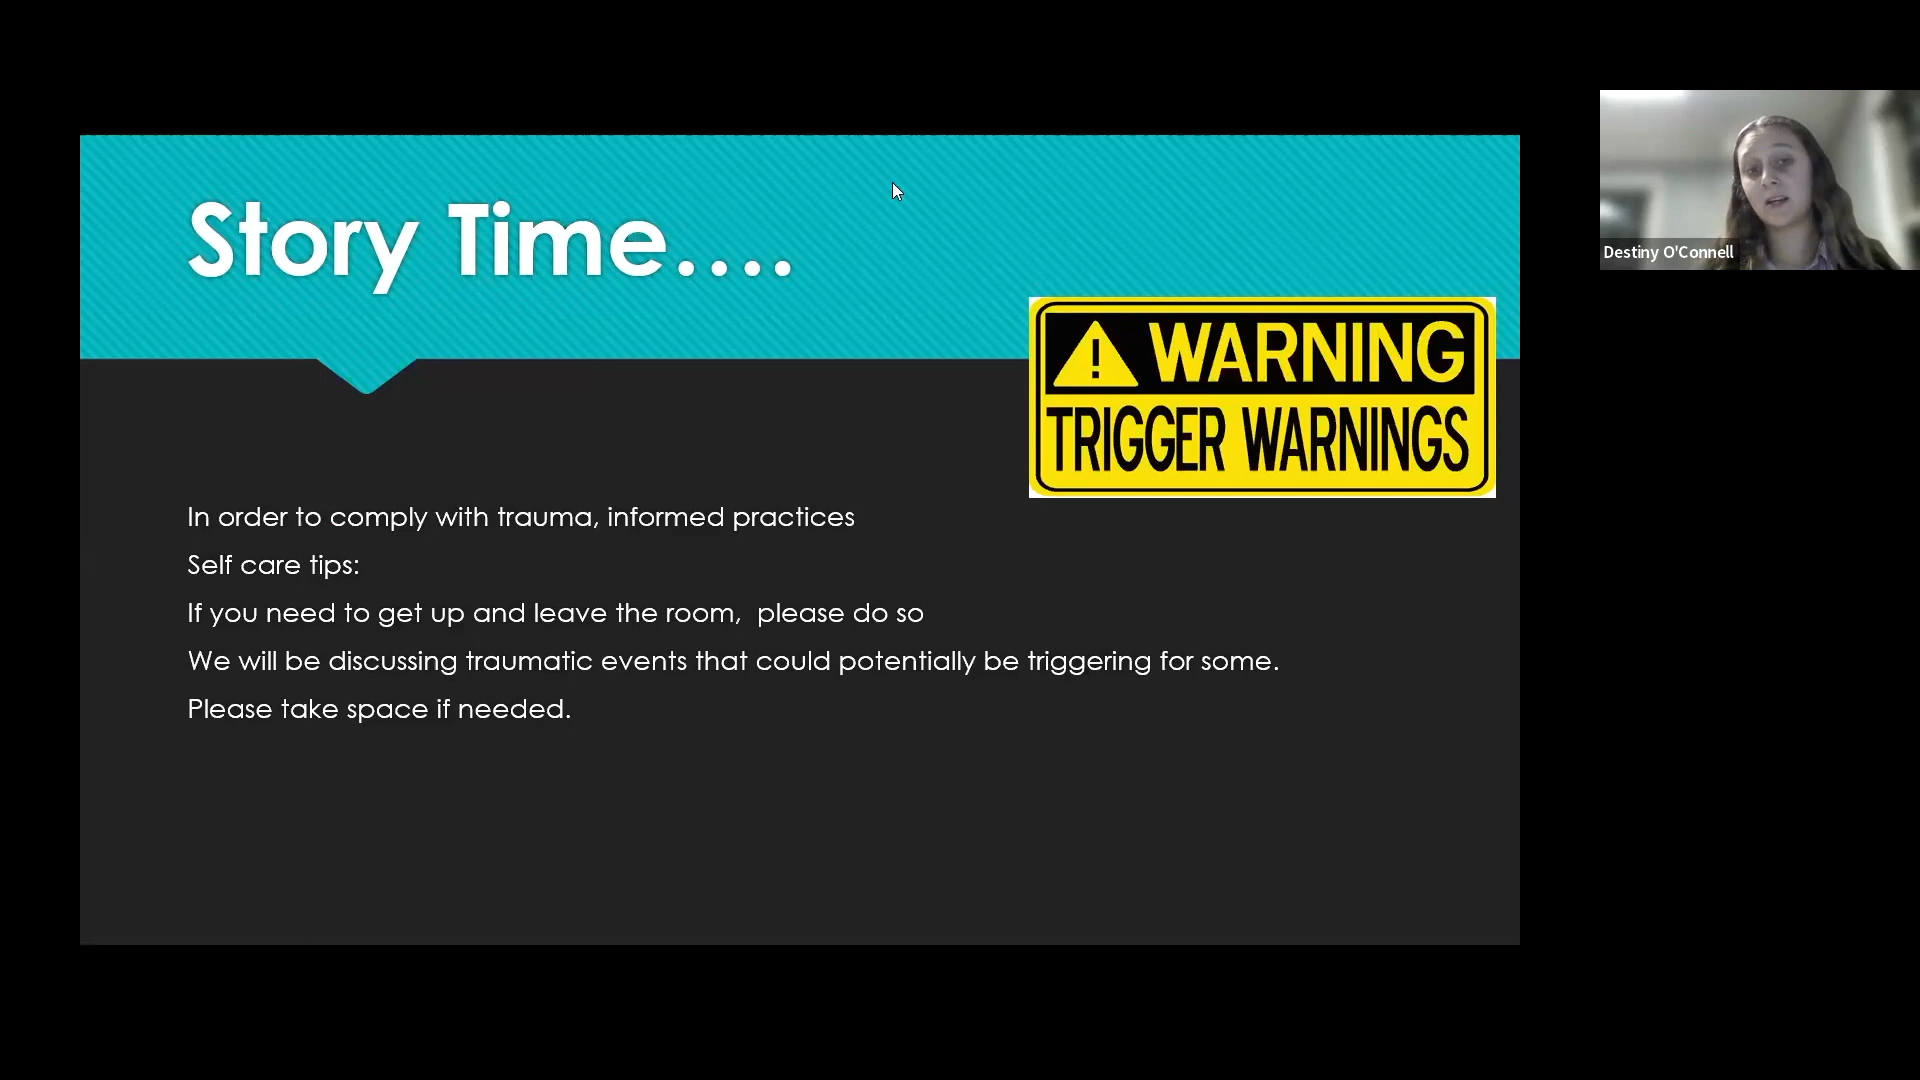 Story Time....
WARNING
TRIGGER WARNINGS
In order to comply with trauma, informed practices
Self care tips:
If you need to get up and leave the room,  please do so
We will be discussing traumatic events that could potentially be triggering for some.
Please take space if needed.
Destiny O'Connell